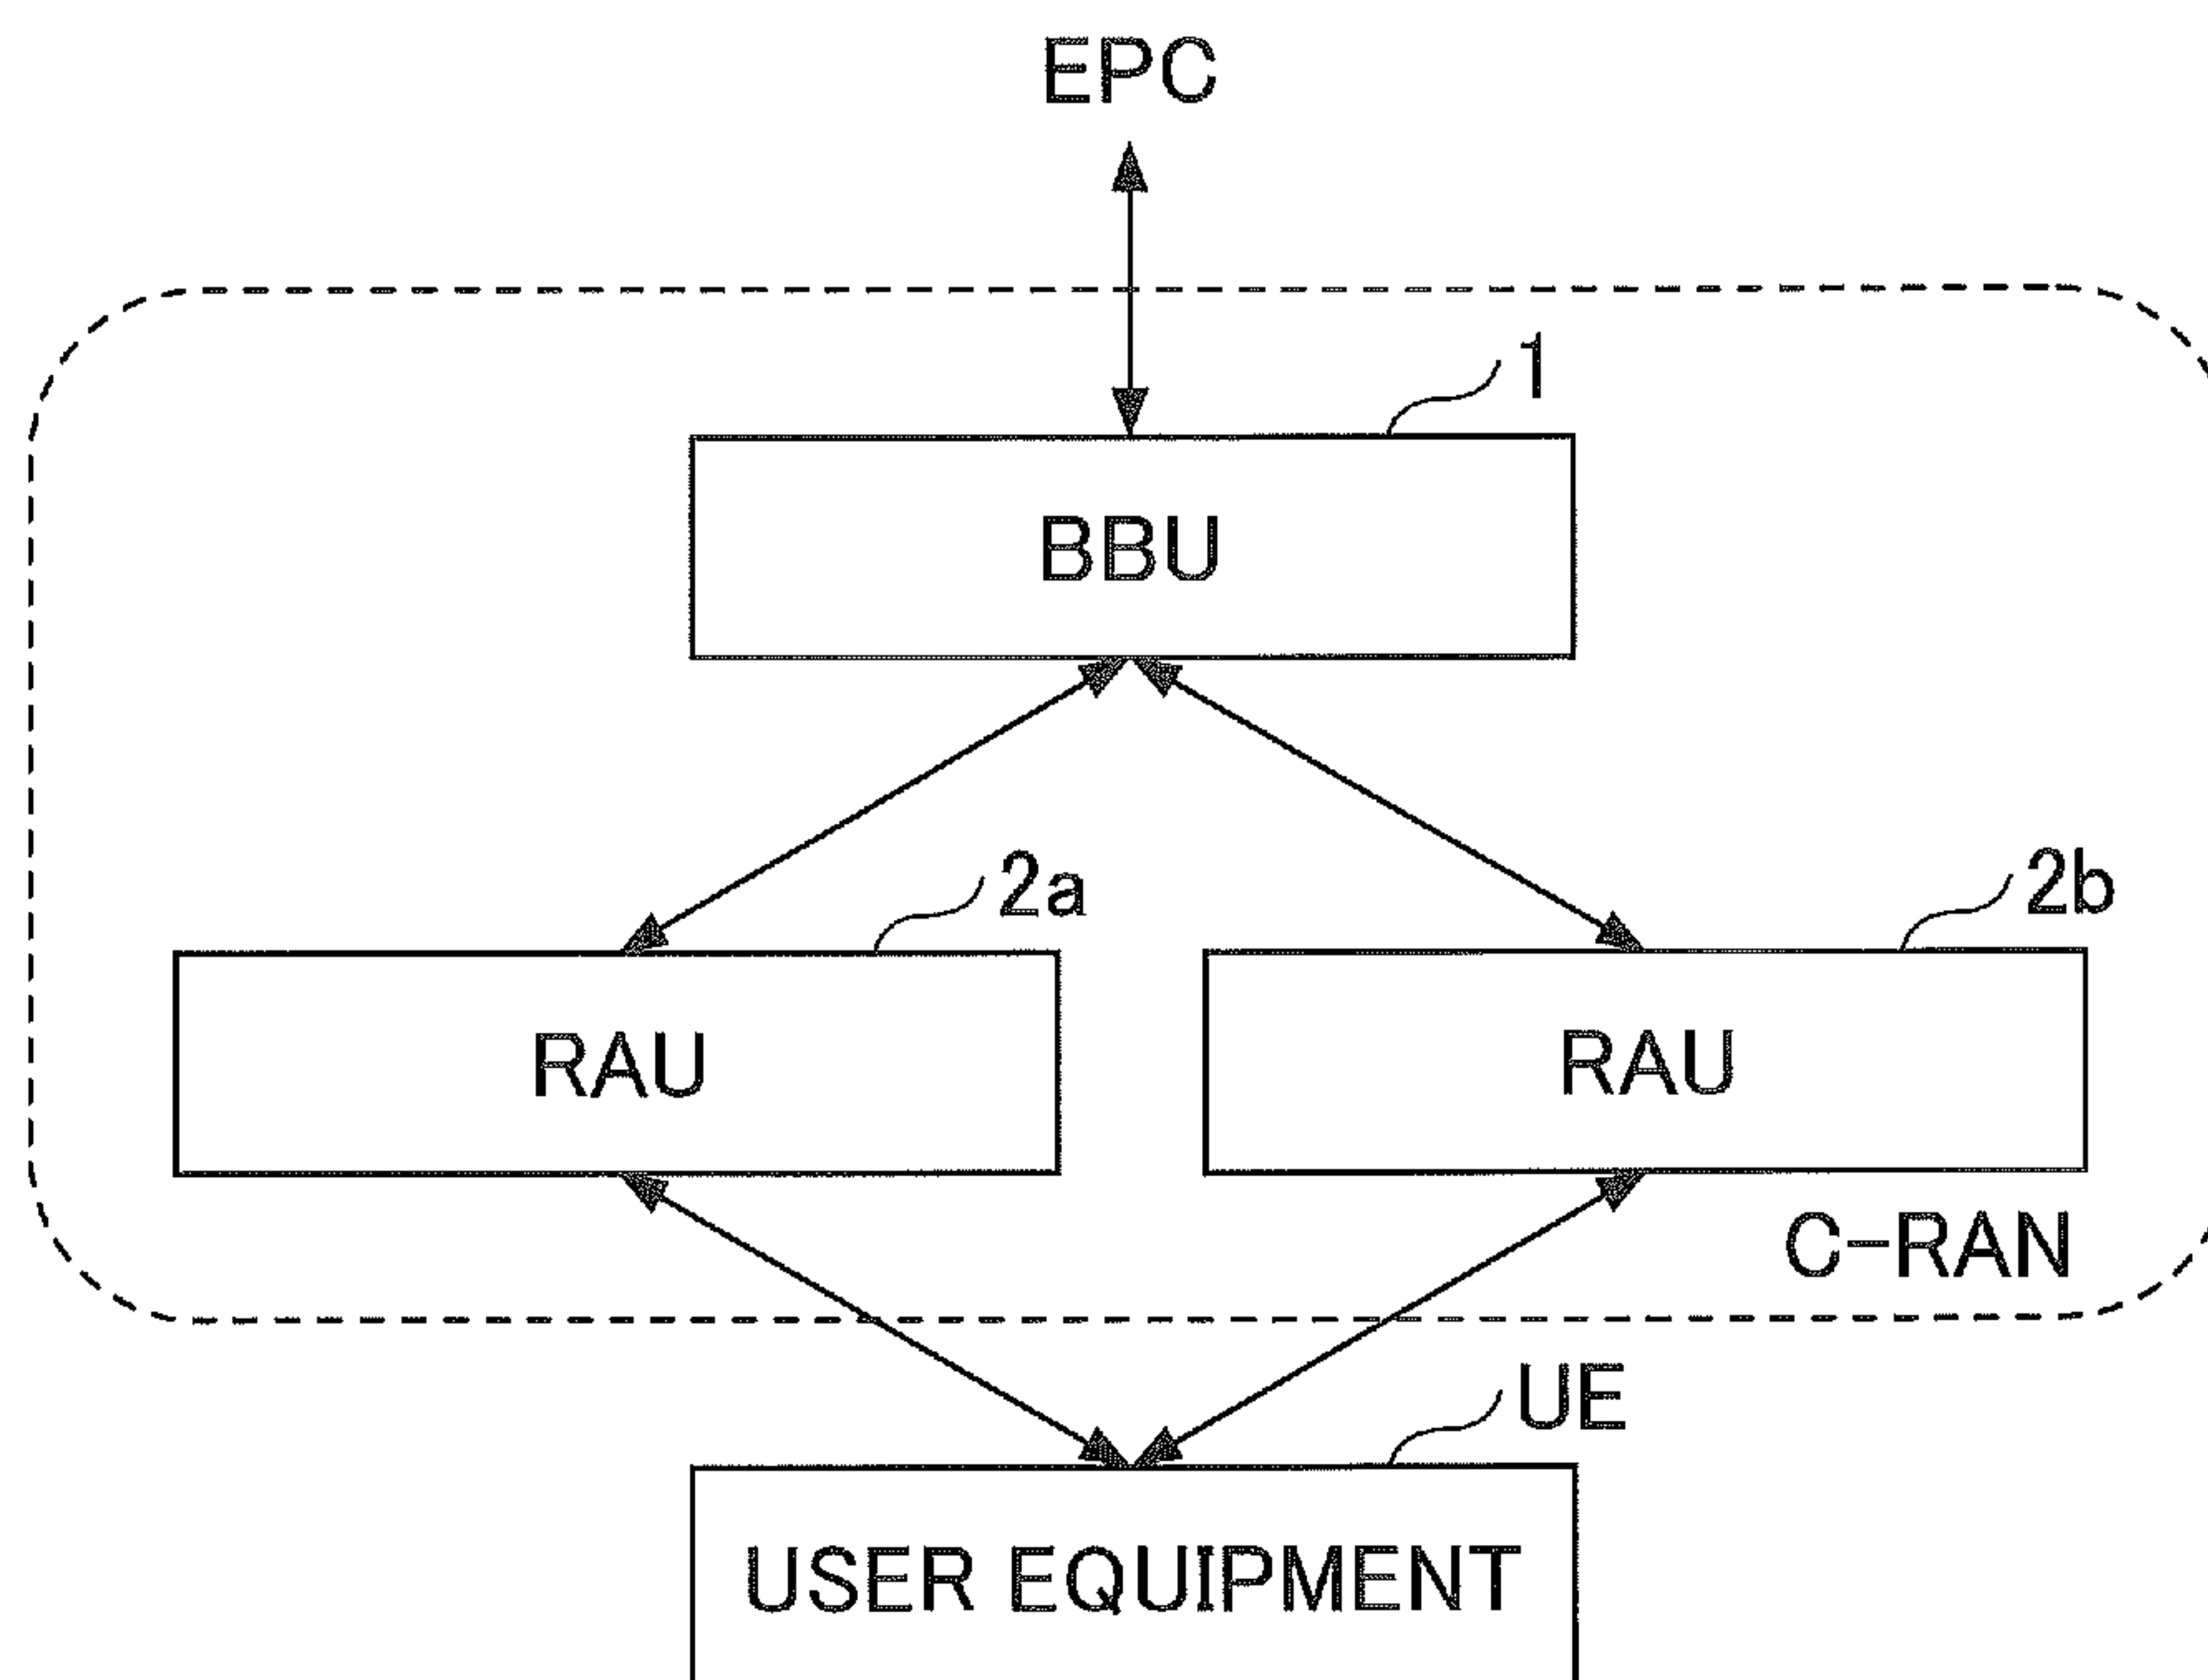 EPC
1
BBU
2a
2b
RAU
RAU
C-RAN
UE
USER EQUIPMENT